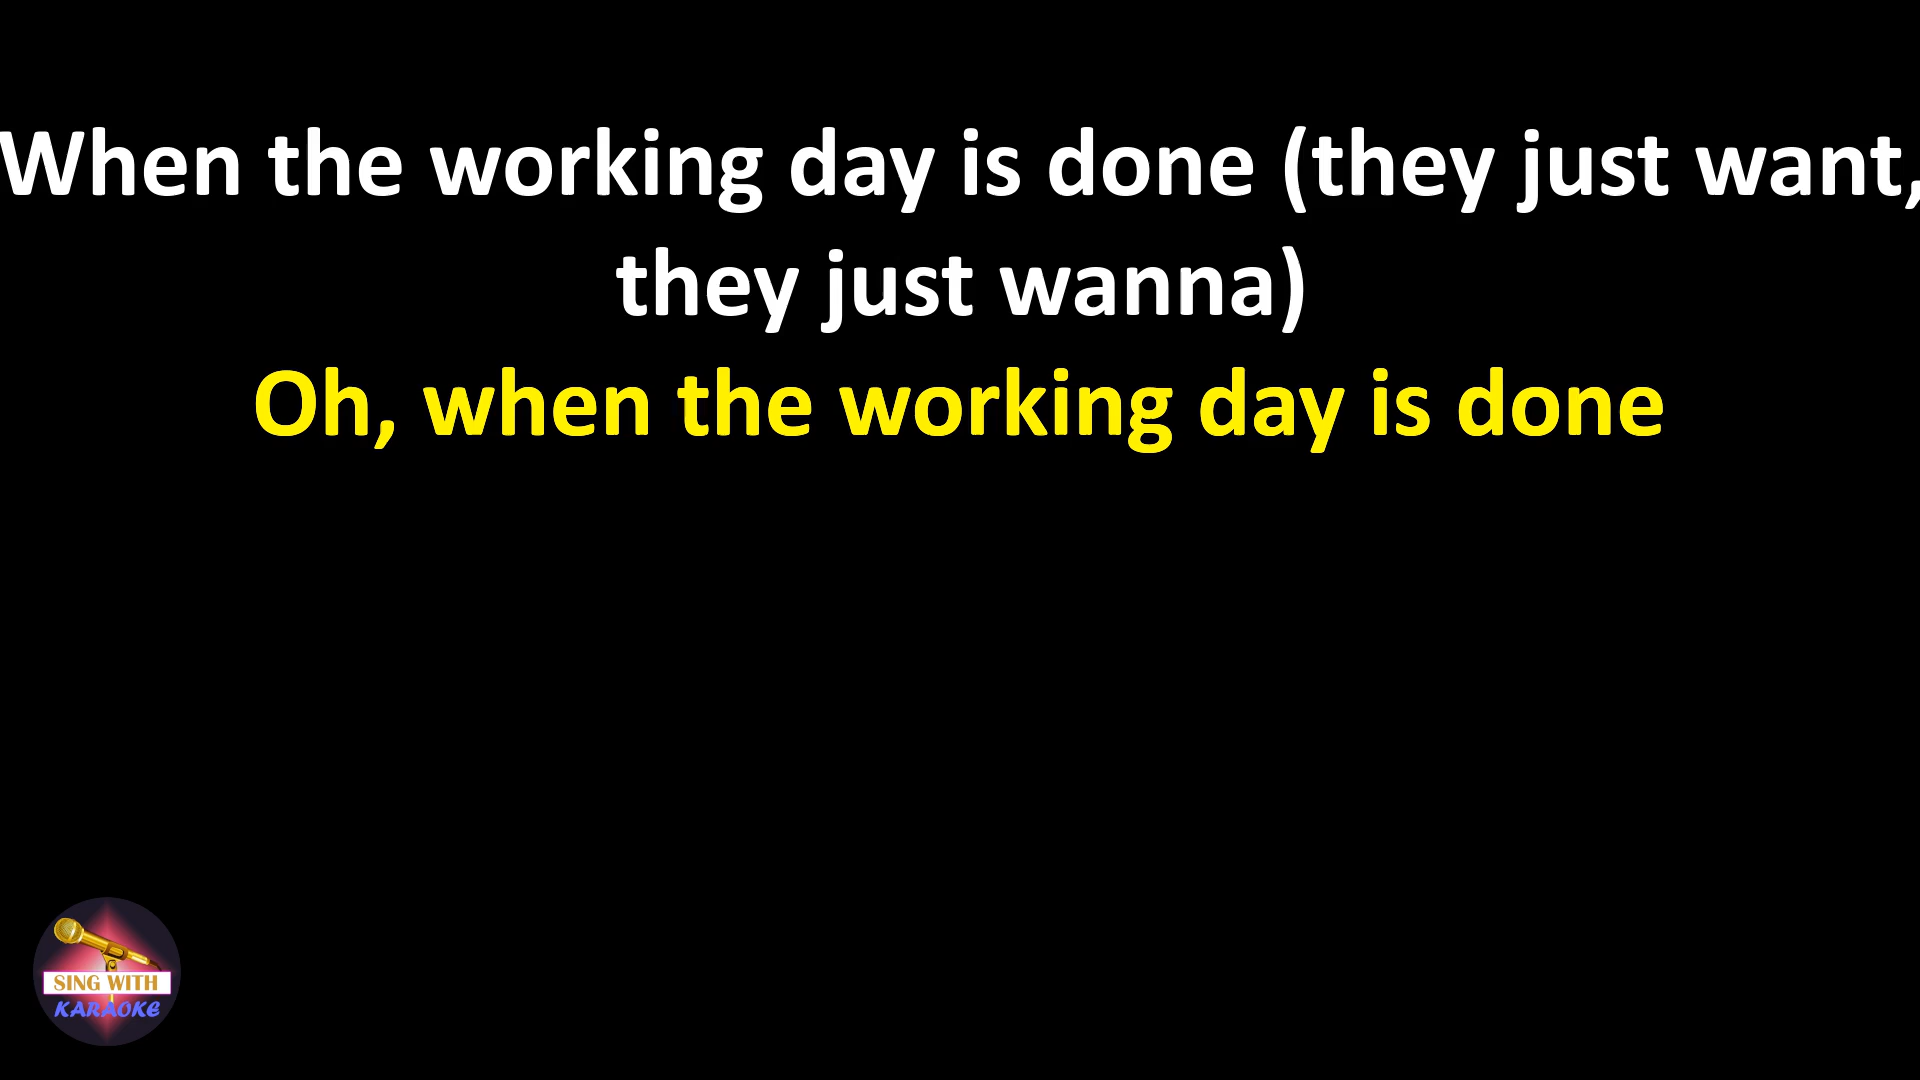 When the working day is done (they just want,
they just wanna)
Oh, when the working day is done
SING WITH
KARAOKE